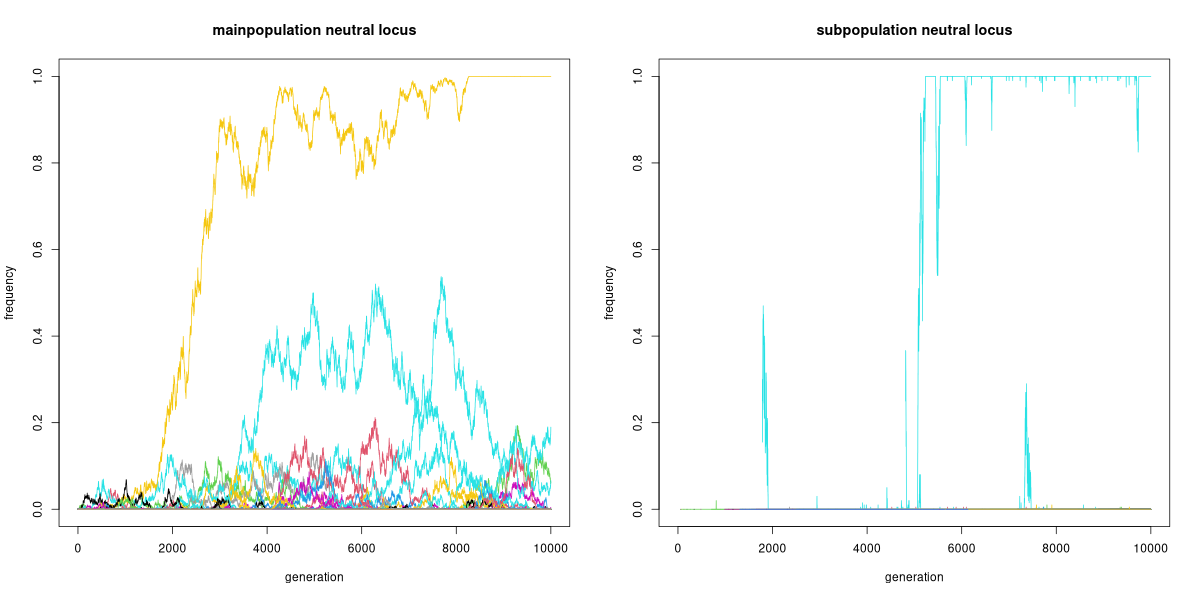 mainpopulation neutral locus
frequency
0.0 0.2 0.4 0.6 0.8 1.0
0 2000 4000 6000 8000 10000
generation
subpopulation neutral locus
frequency
0.0 0.2 0.4 0.6 0.8 1.0
0 2000 4000 6000 8000 10000
generation